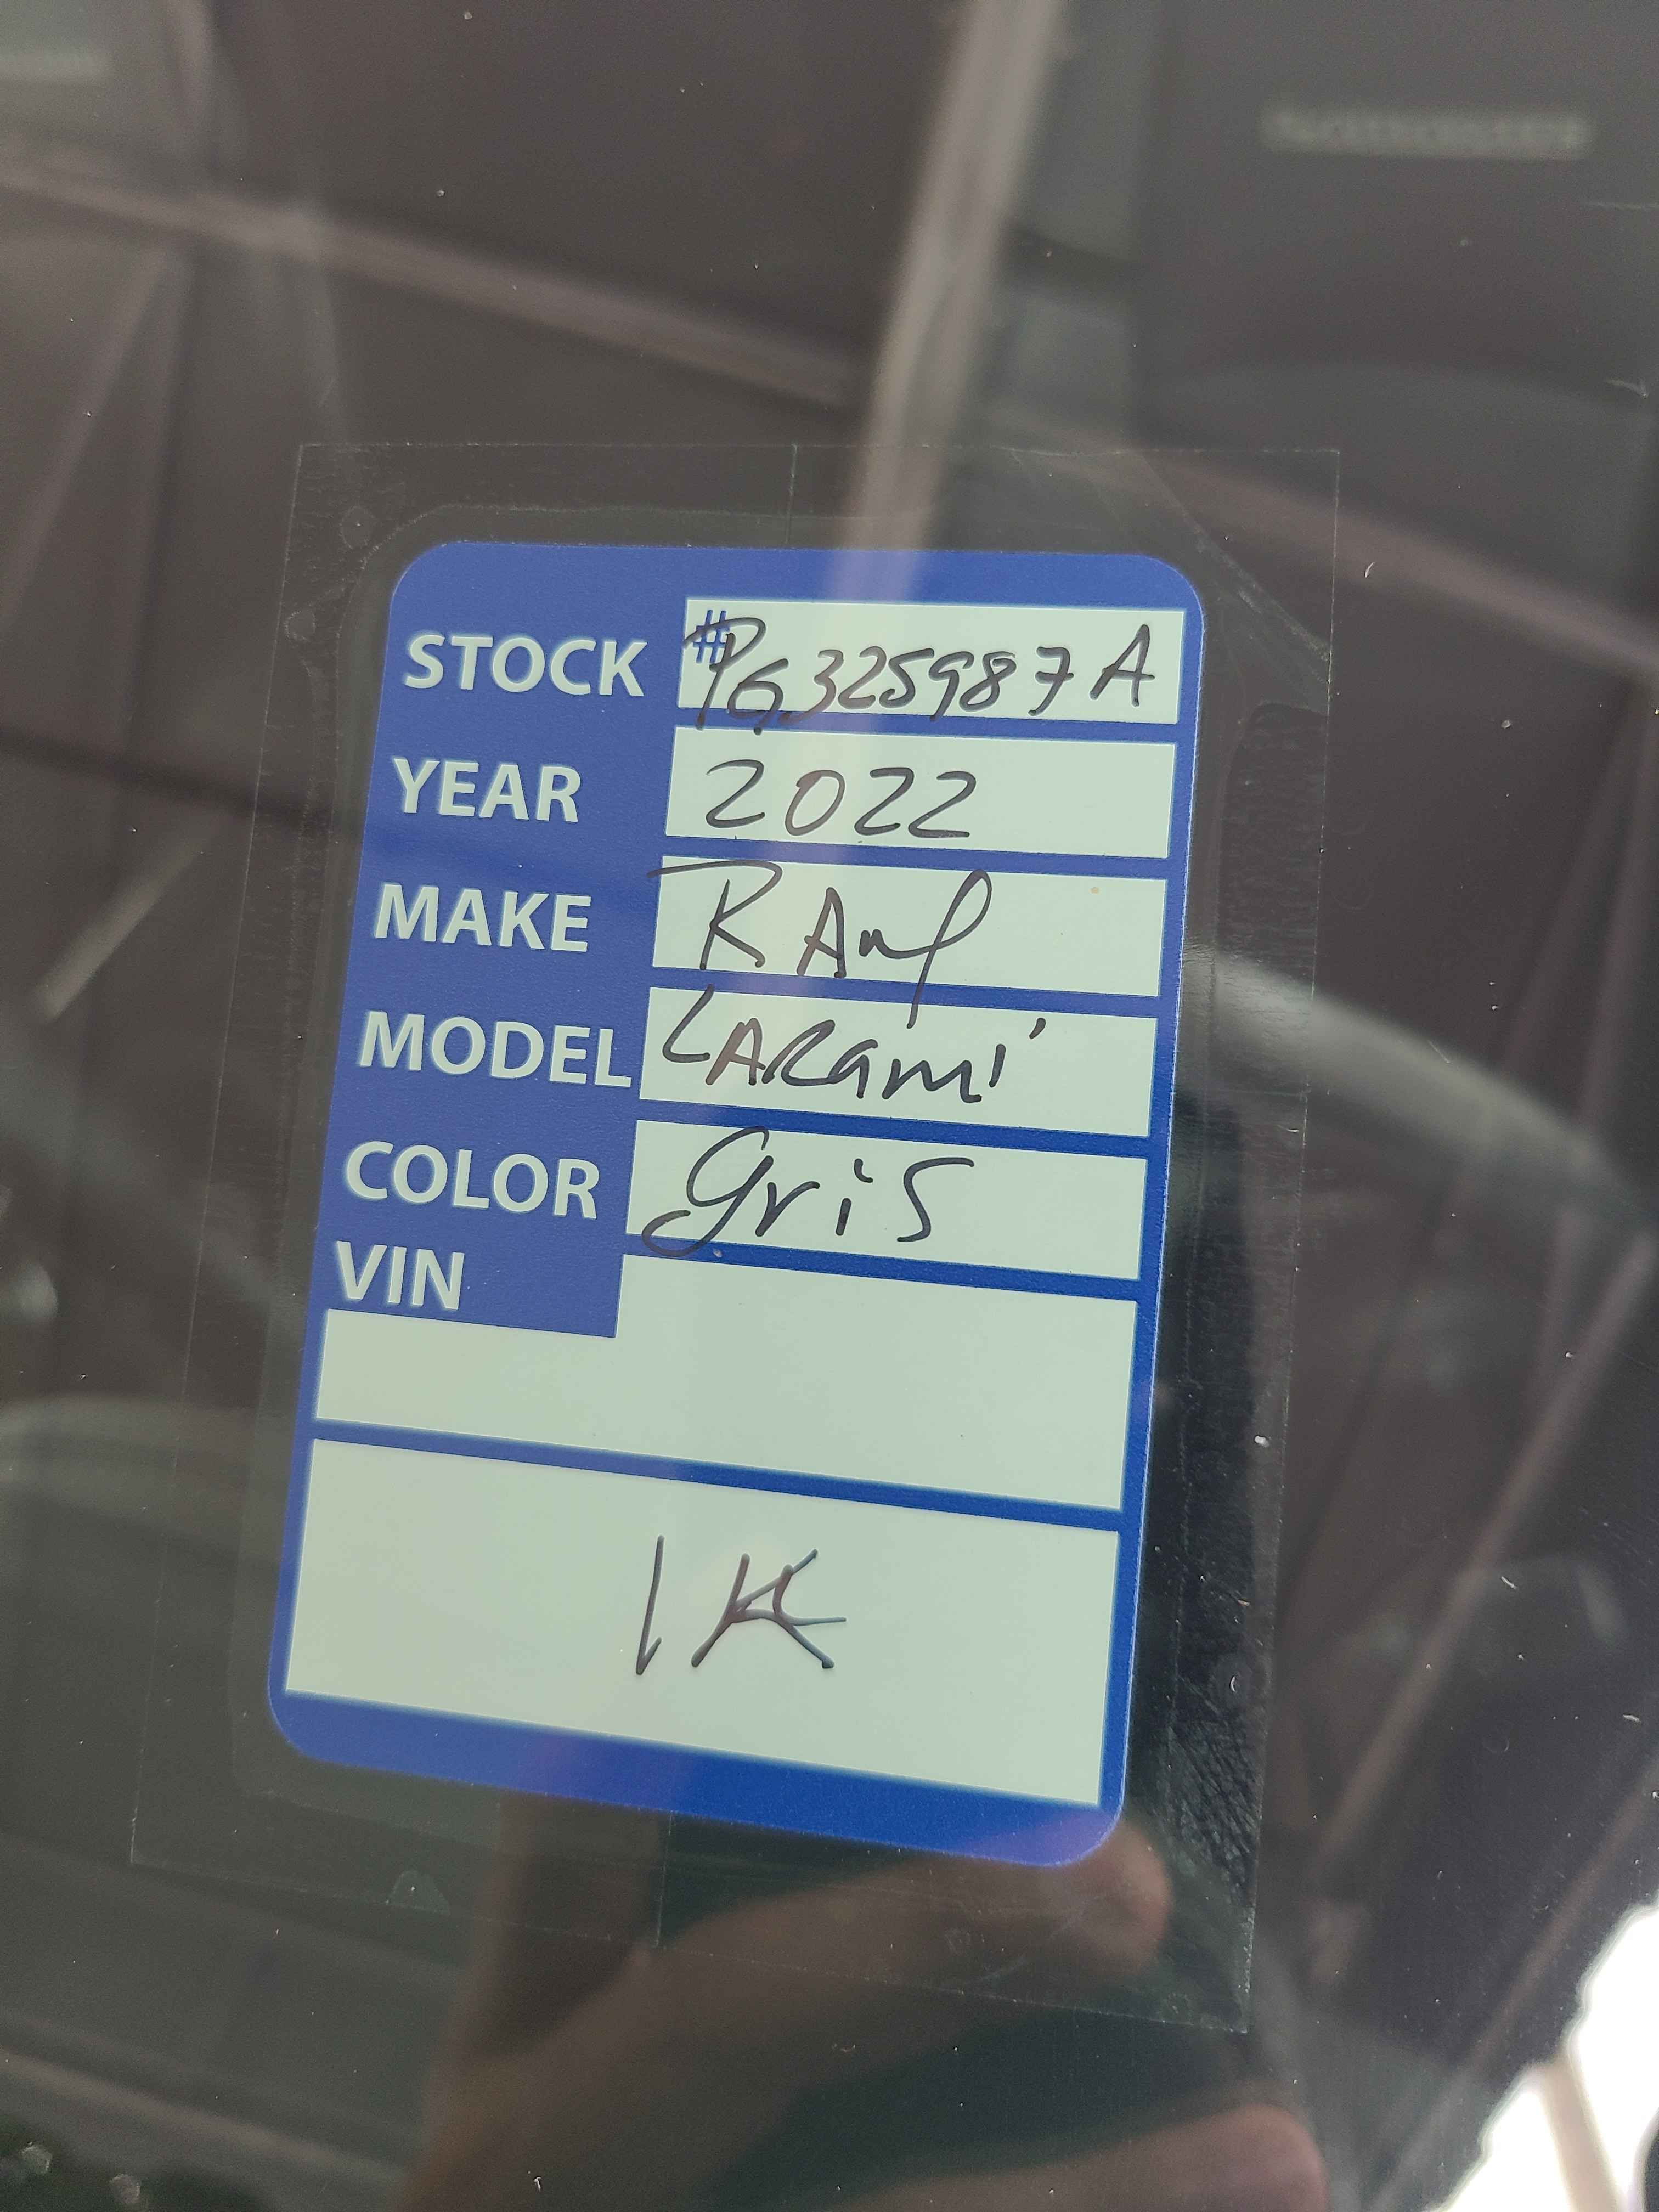 STOCK #PG325987A
YEAR 2022
MAKE RAM
MODEL LARami
COLOR Gris
VIN
1K